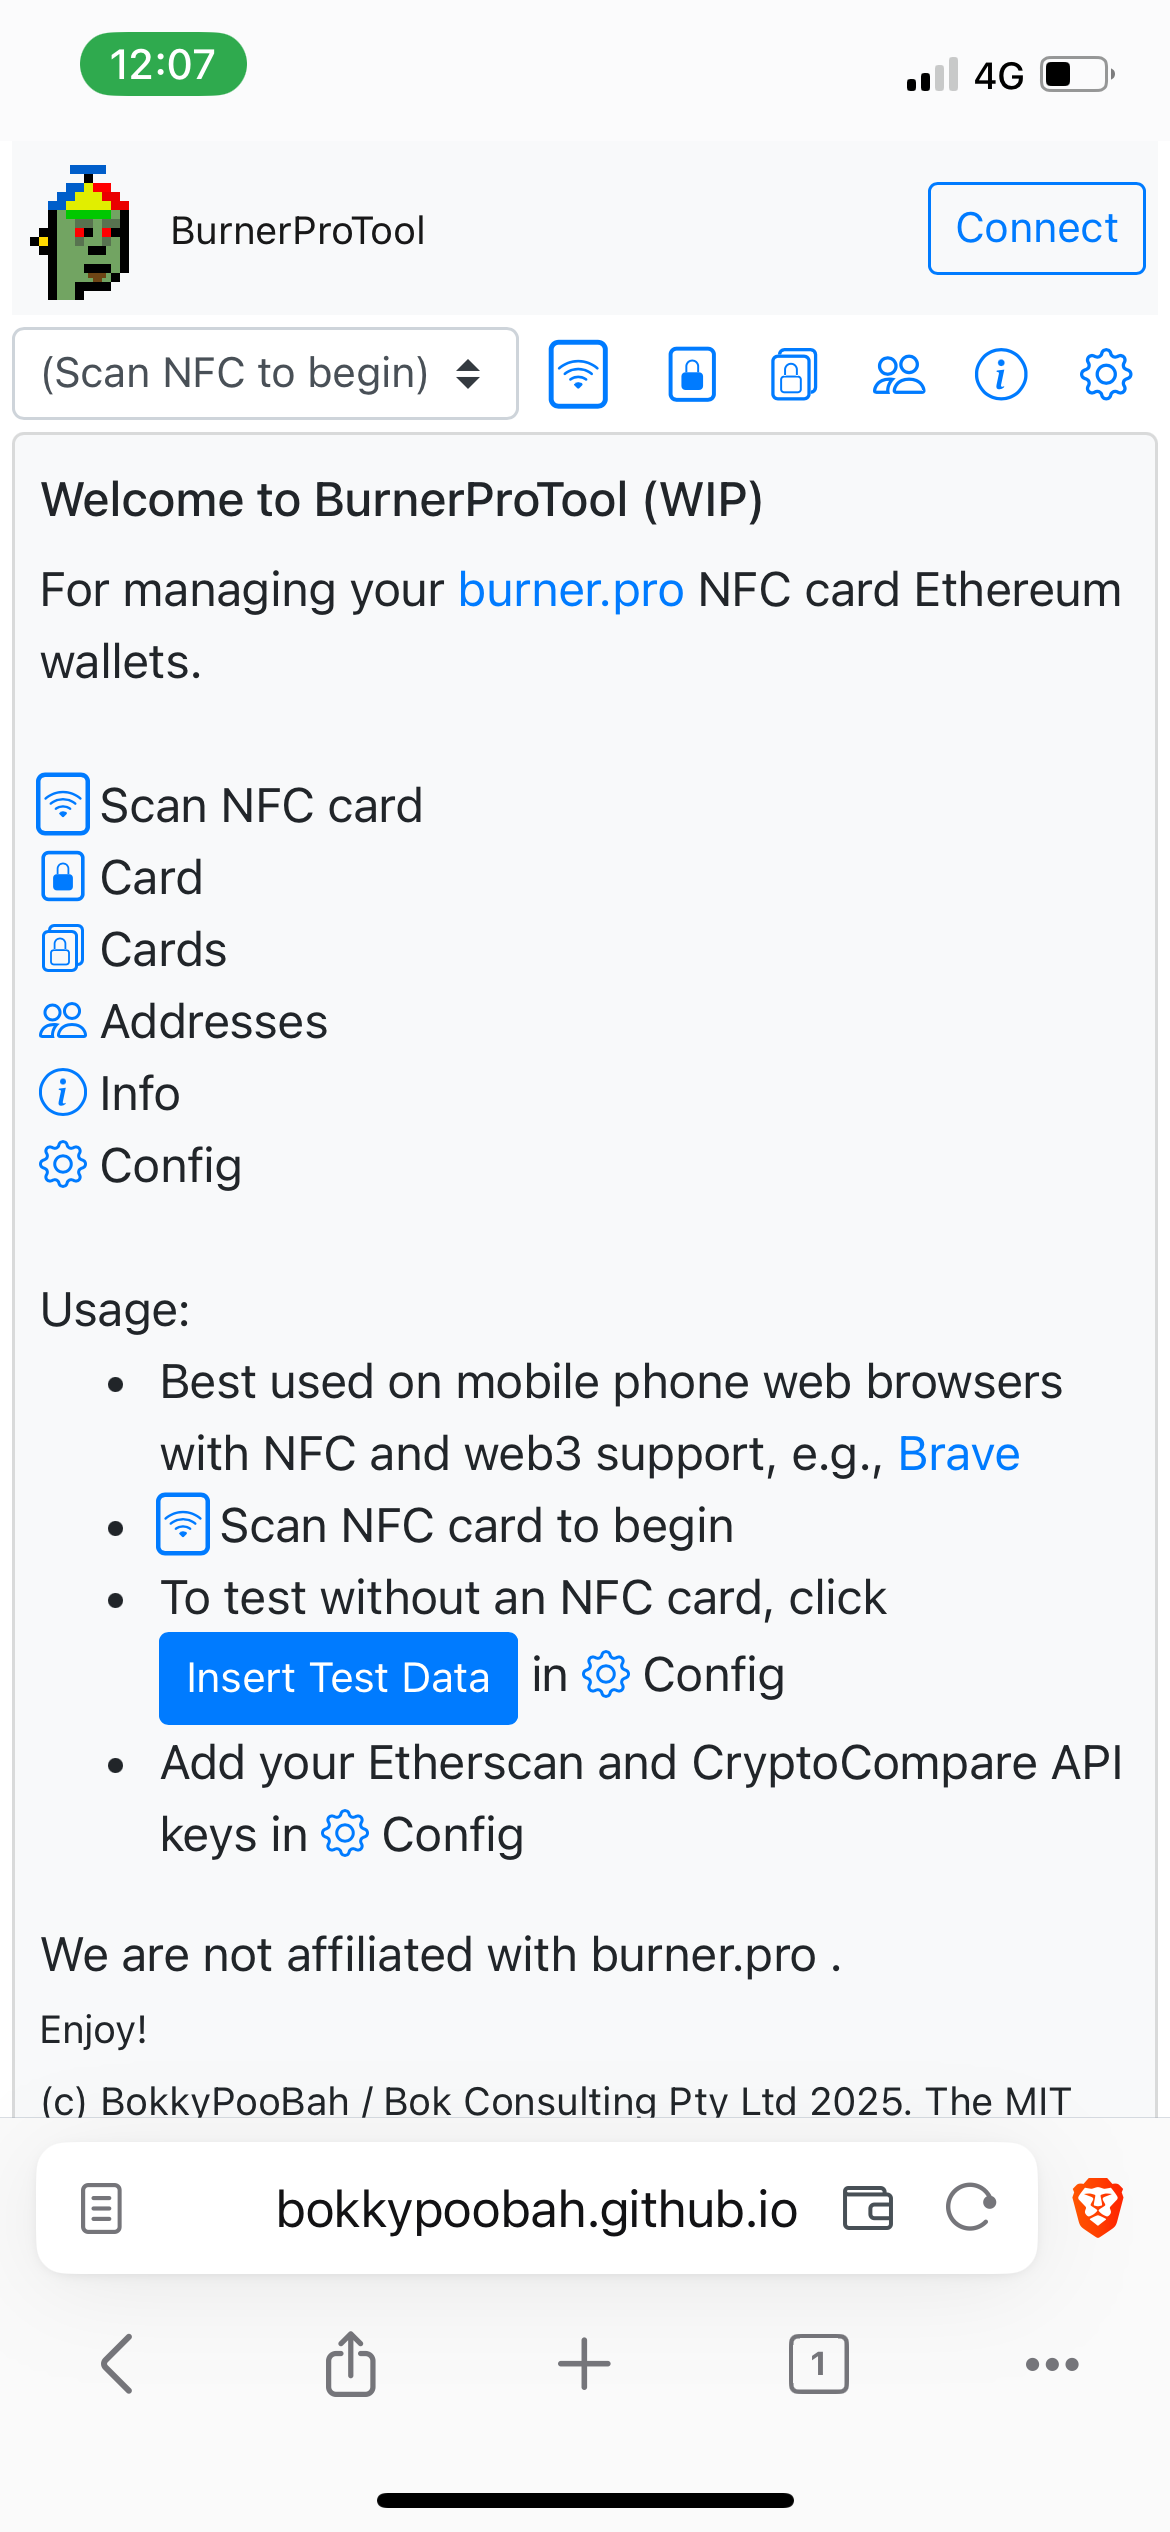 12:07
4G
BurnerProTool
Connect
(Scan NFC to begin)
Welcome to BurnerProTool (WIP)
For managing your burner.pro NFC card Ethereum
wallets.
Scan NFC card
Card
Cards
Addresses
Info
Config
Usage:
Best used on mobile phone web browsers
with NFC and web3 support, e.g., Brave
Scan NFC card to begin
To test without an NFC card, click
Insert Test Data in Config
Add your Etherscan and CryptoCompare API
keys in Config
We are not affiliated with burner.pro .
Enjoy!
(c) BokkyPooBah / Bok Consulting Pty Ltd 2025. The MIT
bokkypoobah.github.io
1